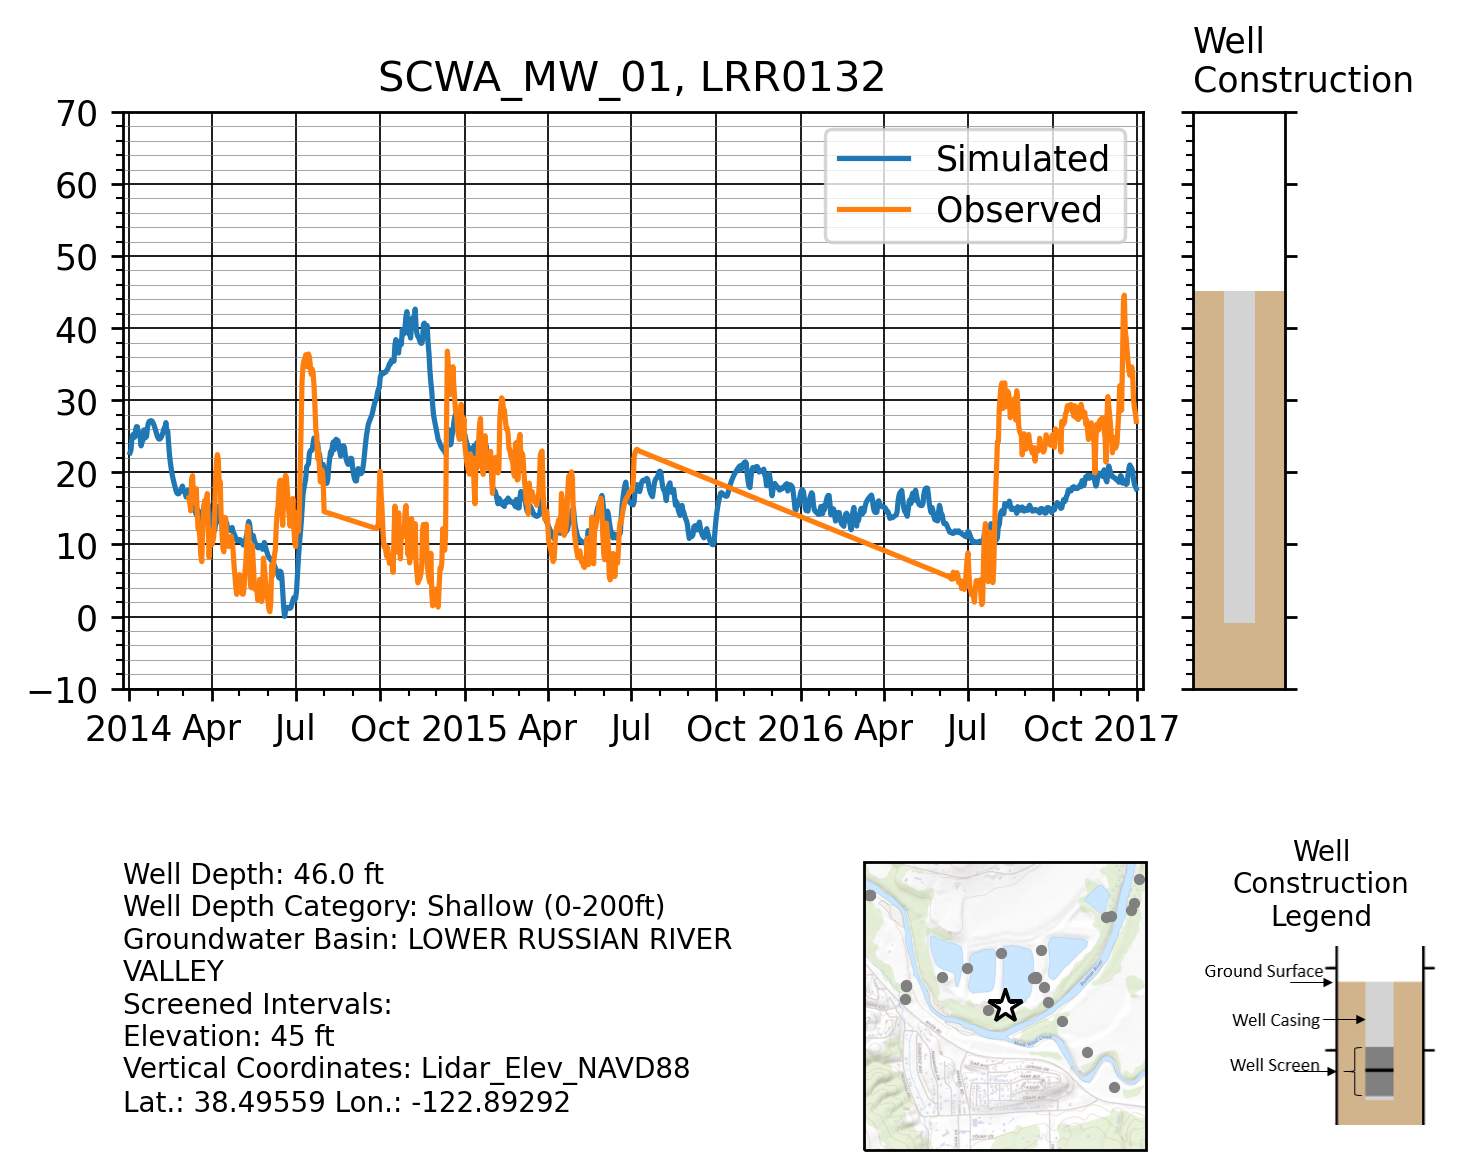 Well
Construction
SCWA_MW_01, LRR0132
70
60
50
40
30
20
10
0
−10
Simulated
Observed
2014 Apr Jul Oct 2015 Apr Jul Oct 2016 Apr Jul Oct 2017
Well Depth: 46.0 ft
Well Depth Category: Shallow (0-200ft)
Groundwater Basin: LOWER RUSSIAN RIVER
VALLEY
Screened Intervals:
Elevation: 45 ft
Vertical Coordinates: Lidar_Elev_NAVD88
Lat.: 38.49559 Lon.: -122.89292
Well
Construction
Legend
Ground Surface
Well Casing
Well Screen